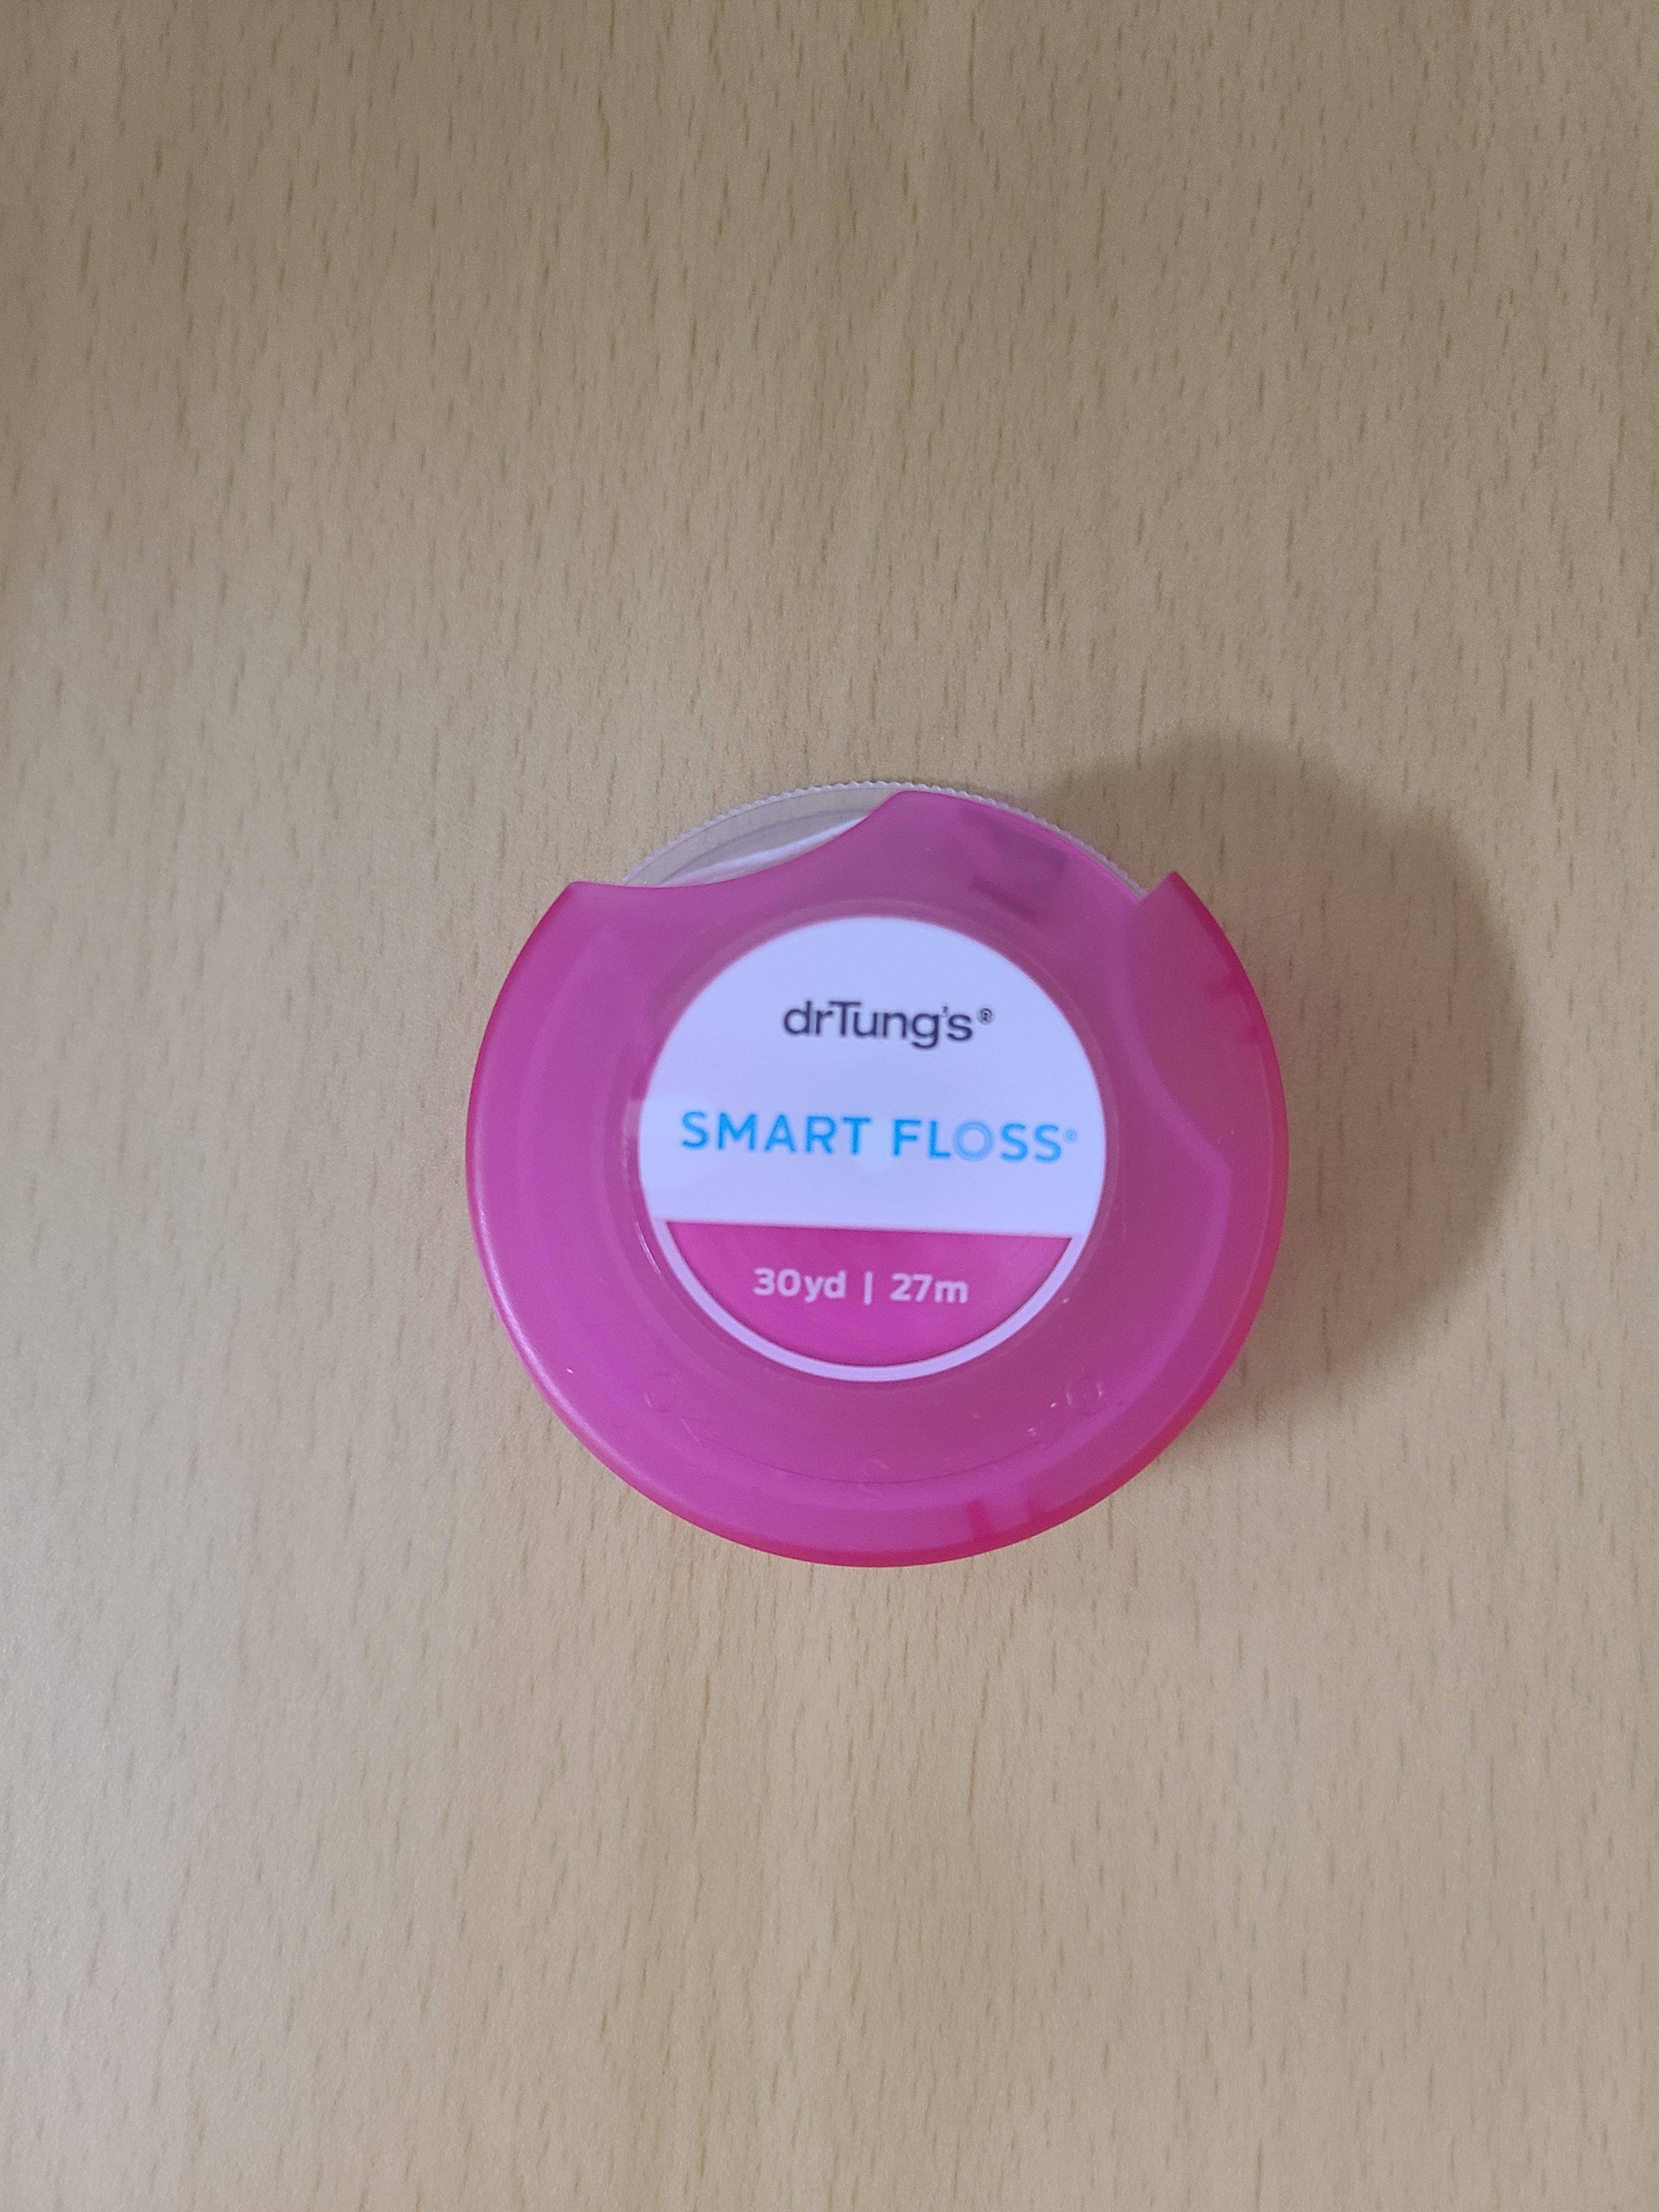 drTung's®
SMART FLOSS®
30yd | 27m